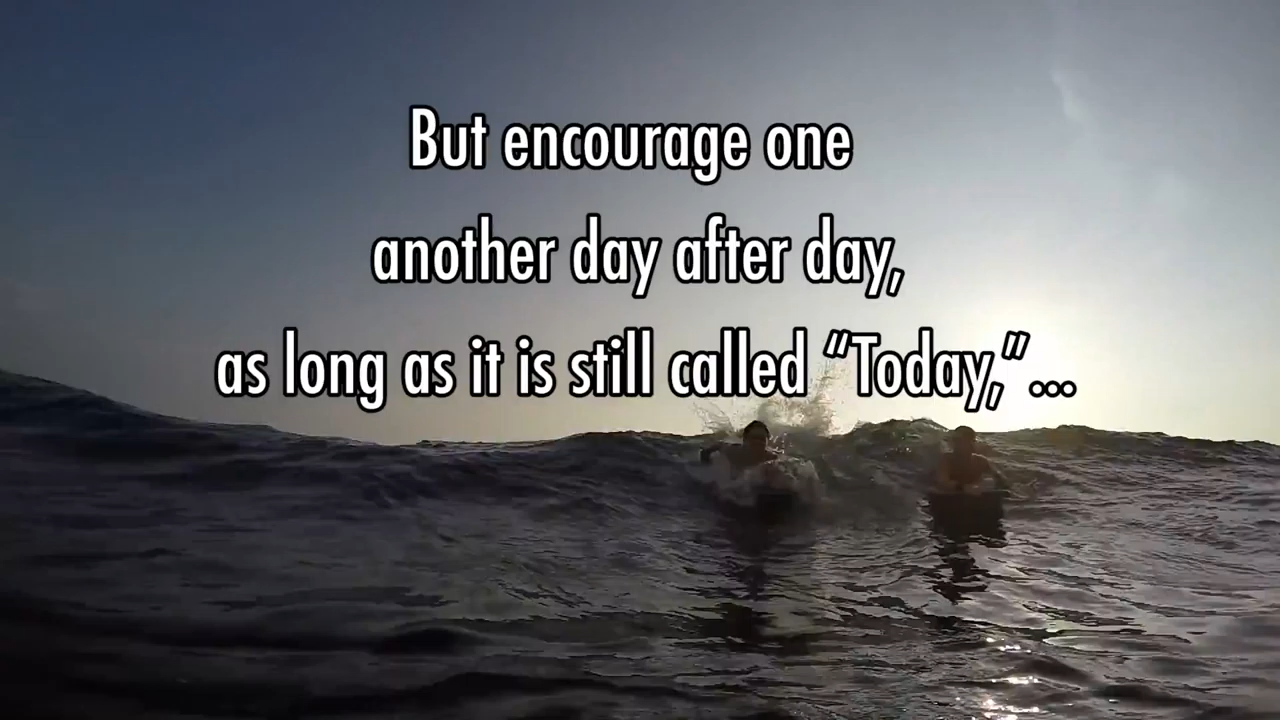 But encourage one
another day after day,
as long as it is still called “Today,”...